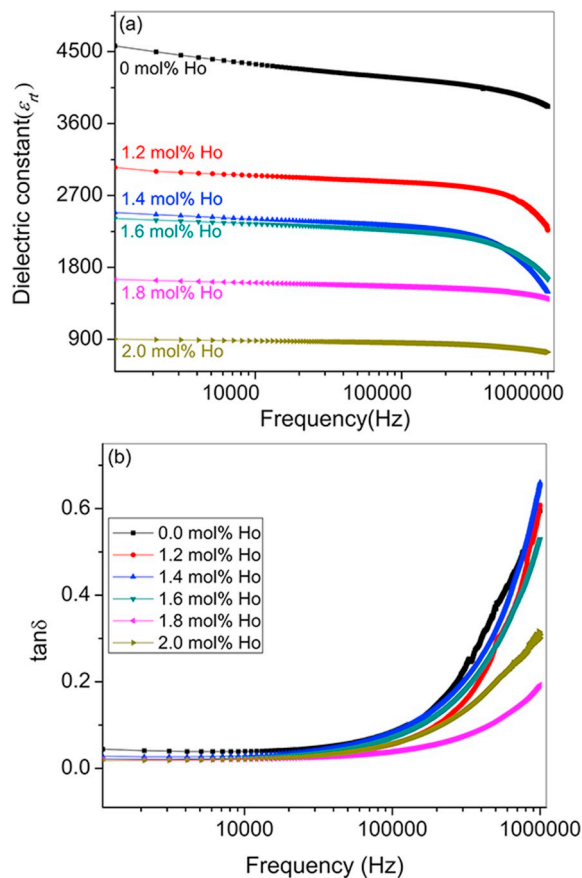 (a)
4500
0 mol% Ho
3600
1.2 mol% Ho
2700
1.4 mol% Ho
1.6 mol% Ho
1800
1.8 mol% Ho
900
2.0 mol% Ho
Dielectric constant(εrt)
10000 100000 1000000
Frequency(Hz)
(b)
0.6
0.4
0.2
0.0
tanδ
0.0 mol% Ho
1.2 mol% Ho
1.4 mol% Ho
1.6 mol% Ho
1.8 mol% Ho
2.0 mol% Ho
10000 100000 1000000
Frequency (Hz)